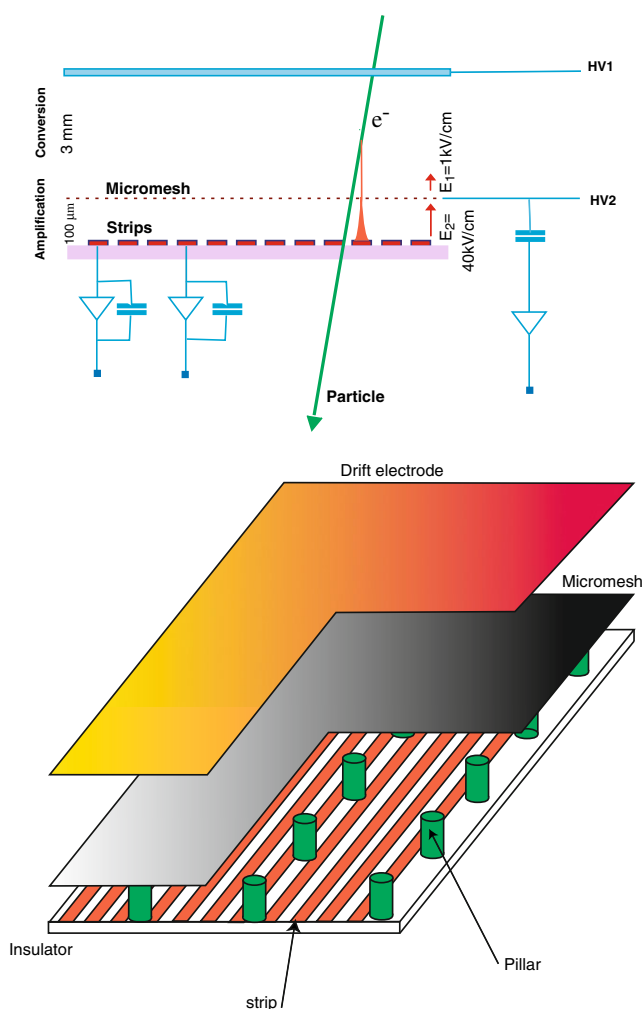 HV1
Conversion
3 mm
e-
E1=1kV/cm
Micromesh
HV2
Amplification
100 µm
Strips
E2=
40kV/cm
Particle
Drift electrode
Micromesh
Insulator
Pillar
strip